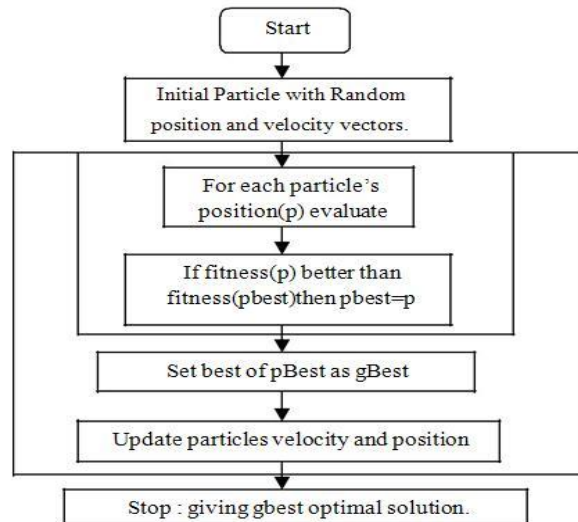 Start
Initial Particle with Random
position and velocity vectors.
For each particle's
position(p) evaluate
If fitness(p) better than
fitness(pbest)then pbest=p
Set best of pBest as gBest
Update particles velocity and position
Stop : giving gbest optimal solution.